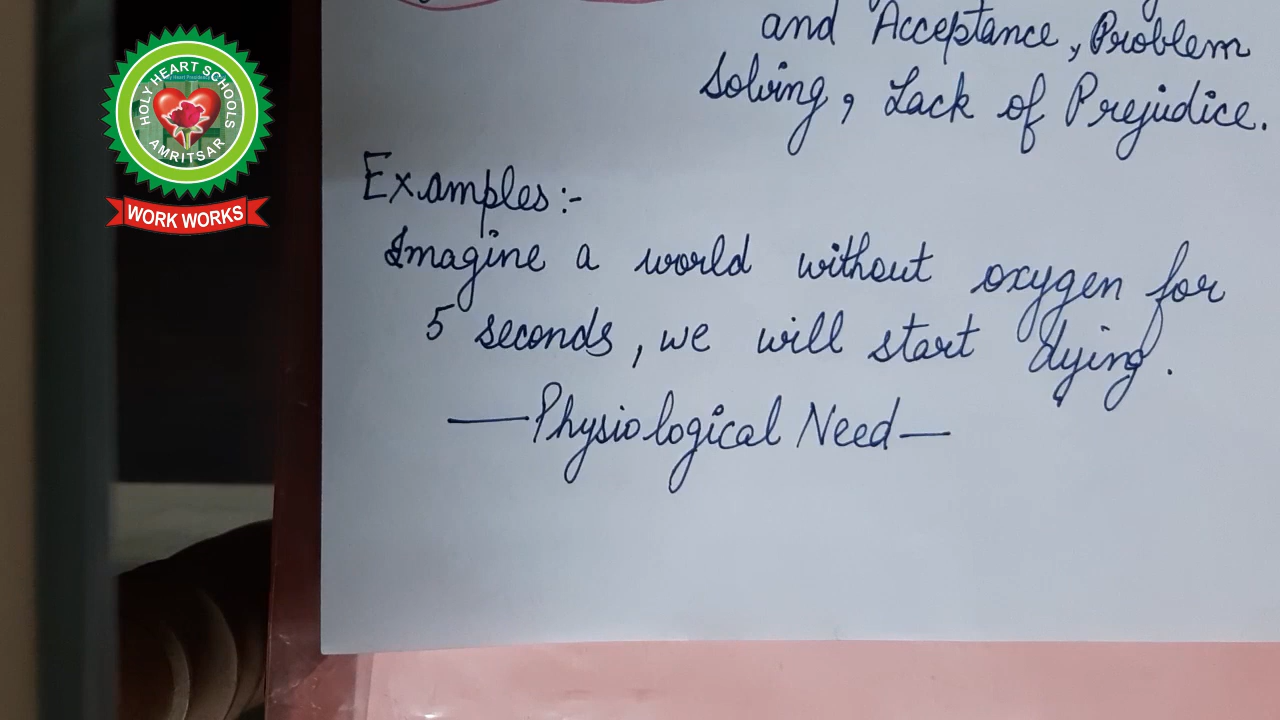 HOLY HEART SCHOOLS
AMRITSAR
WORK WORKS
and Acceptance, Problem
Solving, Lack of Prejudice.
Examples:-
Imagine a world without oxygen for
5 seconds, we will start dying.
—Physiological Need—